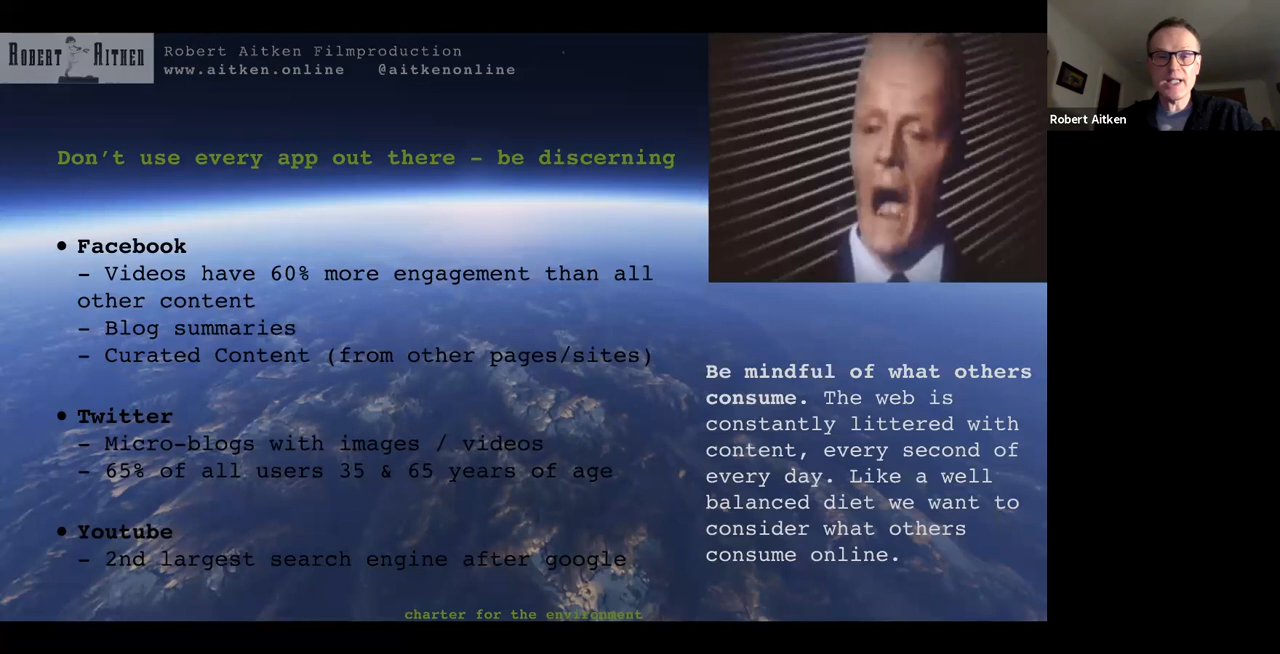 ROBERT AITKEN
Robert Aitken Filmproduction
www.aitken.online @aitkenonline
Don't use every app out there – be discerning
• Facebook
– Videos have 60% more engagement than all
other content
– Blog summaries
– Curated Content (from other pages/sites)
• Twitter
– Micro-blogs with images / videos
– 65% of all users 35 & 65 years of age
• Youtube
– 2nd largest search engine after google
Be mindful of what others
consume. The web is
constantly littered with
content, every second of
every day. Like a well
balanced diet we want to
consider what others
consume online.
charter for the environment
Robert Aitken